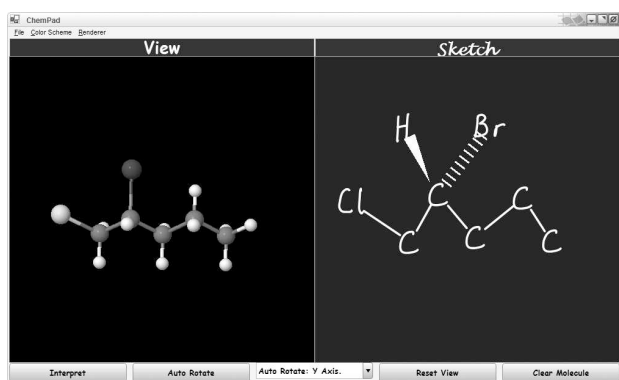 ChemPad
File Color Scheme Renderer
View
Sketch
H
Br
Cl
C
C
C
C
C
Interpret
Auto Rotate
Auto Rotate: Y Axis.
Reset View
Clear Molecule